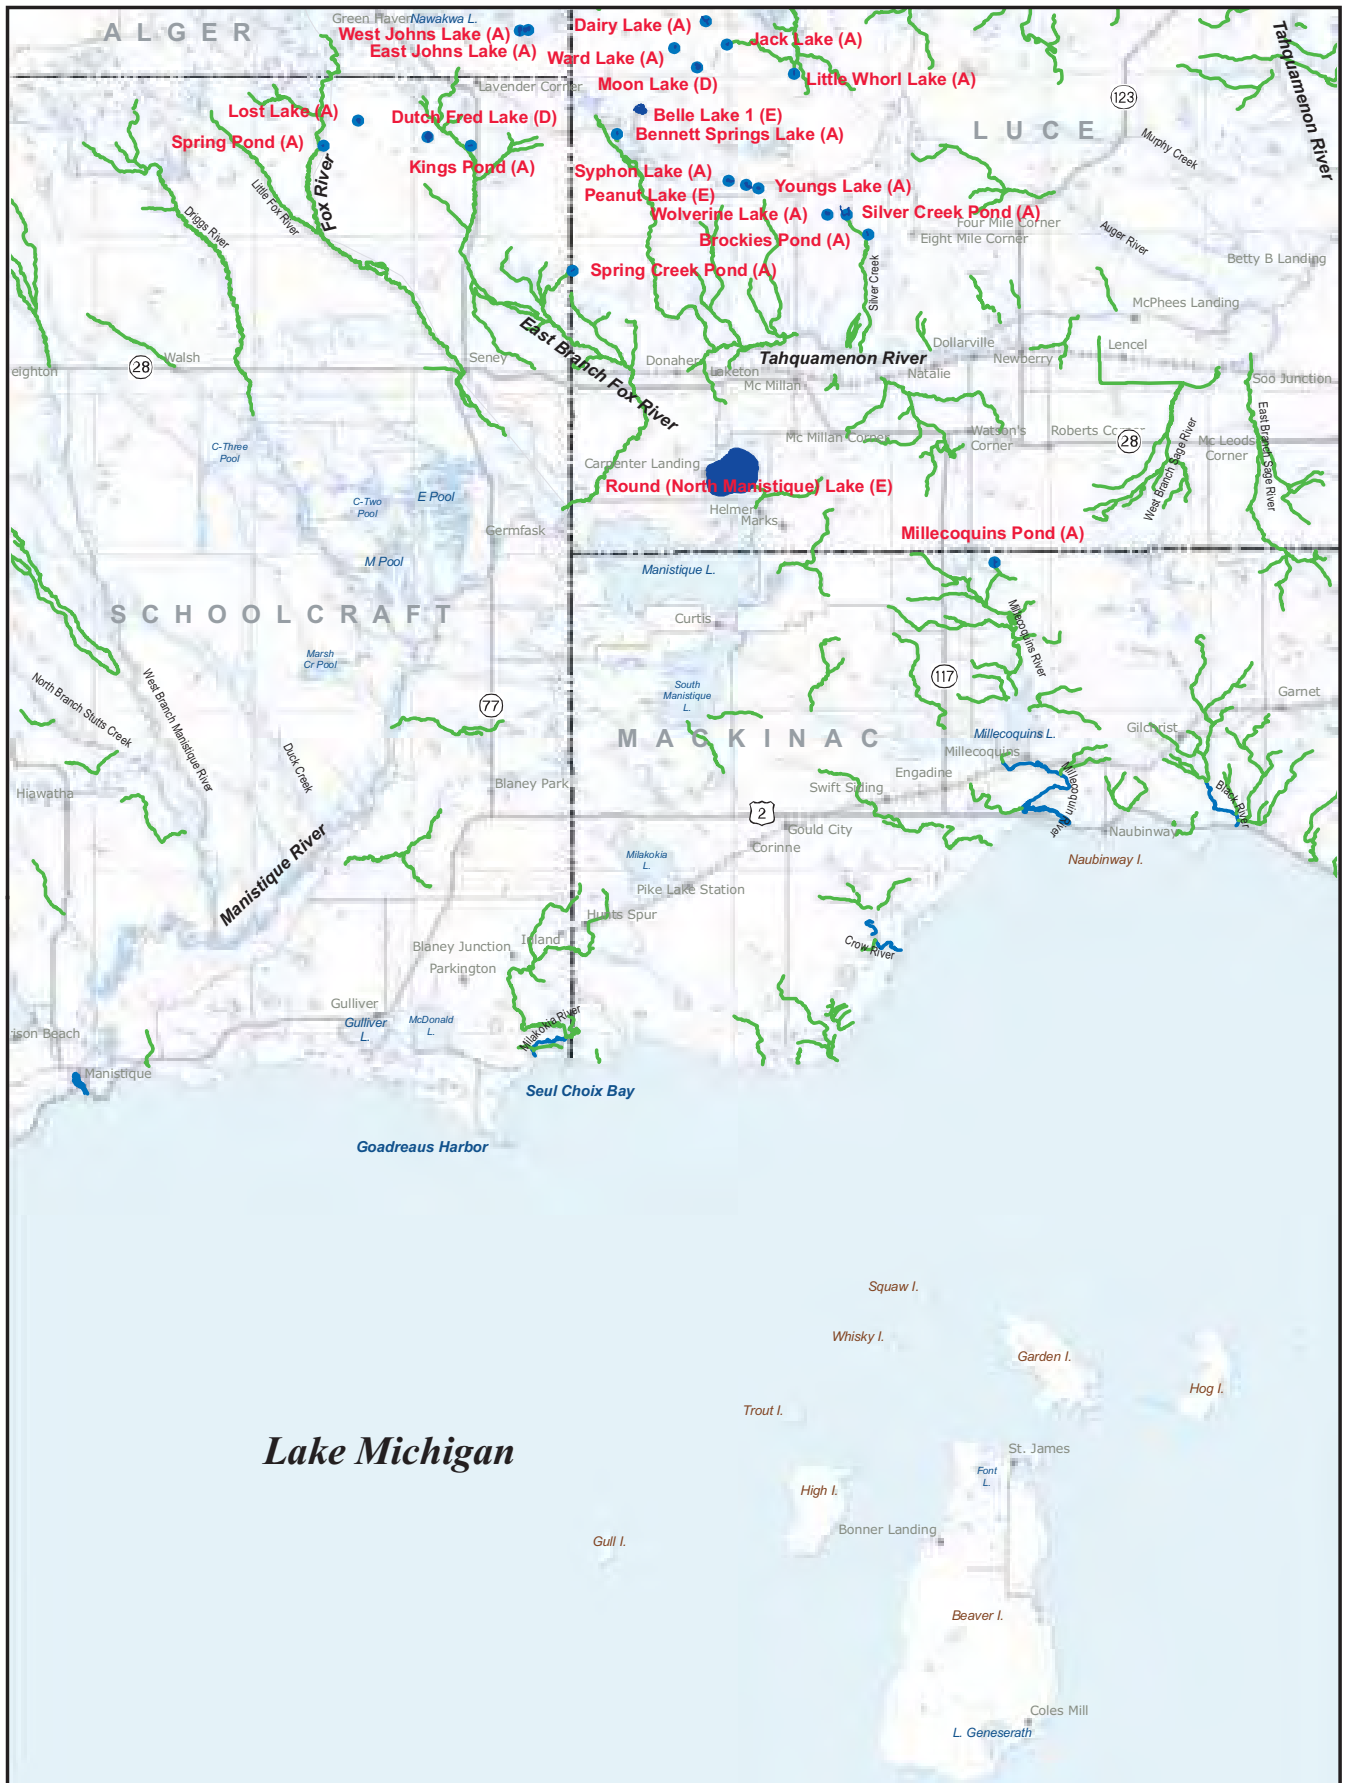 ALGER
Green Haven
Nawakwa L.
West Johns Lake (A)
East Johns Lake (A)
Dairy Lake (A)
Jack Lake (A)
Ward Lake (A)
Moon Lake (D)
Little Whorl Lake (A)
Tahquamenon River
123
Lavender Corner
Lost Lake (A)
Dutch Fred Lake (D)
Belle Lake 1 (E)
Bennett Springs Lake (A)
LUCE
Murphy Creek
Spring Pond (A)
Kings Pond (A)
Fox River
Little Fox River
Driggs River
Syphon Lake (A)
Peanut Lake (E)
Youngs Lake (A)
Wolverine Lake (A)
Silver Creek Pond (A)
Four Mile Corner
Brockies Pond (A)
Eight Mile Corner
Auger River
Betty B Landing
Spring Creek Pond (A)
Silver Creek
McPhees Landing
East Branch Fox River
Walsh
28
eighton
Seney
Donaher
Laketon
Mc Millan
Tahquamenon River
Dollarville
Newberry
Natalie
Lencel
Soo Junction
C-Three
Pool
Mc Millan Corner
Watson's
Corner
Roberts Corner
28
West Branch Sage River
Mc Leods
Corner
East Branch Sage River
Carpenter Landing
Round (North Manistique) Lake (E)
C-Two
Pool
E Pool
Helmer
Marks
Germfask
Millecoquins Pond (A)
M Pool
Manistique L.
SCHOOLCRAFT
Curtis
Millecoquins River
Marsh
Cr Pool
West Branch Manistique River
North Branch Stutts Creek
117
South
Manistique
L.
Garnet
77
Duck Creek
MACKINAC
Millecoquins L.
Gilchrist
Millecoquins
Hiawatha
Blaney Park
Engadine
Swift Siding
Millecoquin River
Black River
2
Gould City
Corinne
Naubinway
Naubinway I.
Manistique River
Milakokia
L.
Pike Lake Station
Hunts Spur
Crow River
Blaney Junction
Inland
Parkington
Gulliver
Gulliver
L.
McDonald
L.
Milakokia River
ison Beach
Manistique
Seul Choix Bay
Goadreaus Harbor
Squaw I.
Whisky I.
Garden I.
Hog I.
Trout I.
Lake Michigan
St. James
Font
L.
High I.
Bonner Landing
Gull I.
Beaver I.
Coles Mill
L. Geneserath